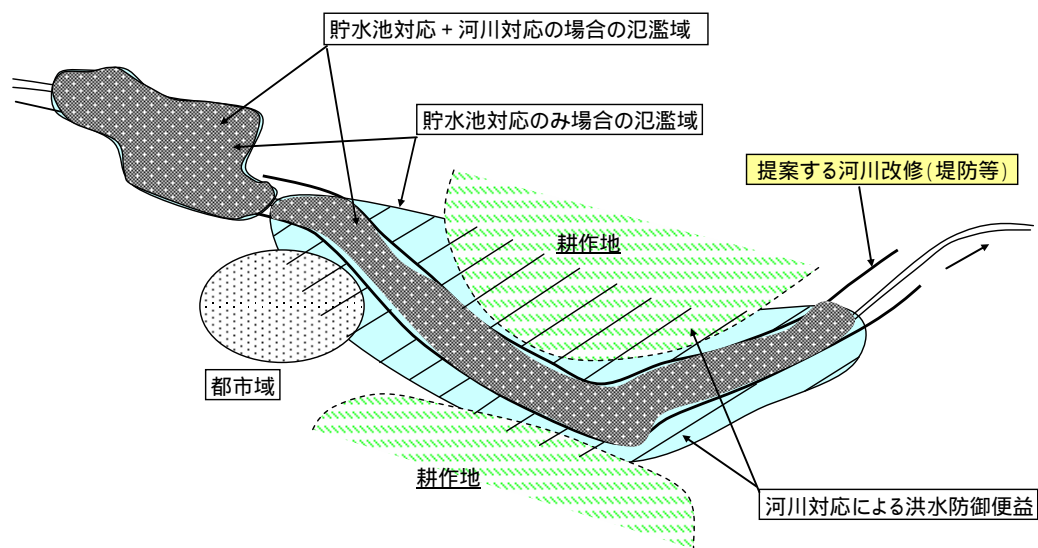 貯水池対応 + 河川対応の場合の氾濫域
貯水池対応のみ場合の氾濫域
提案する河川改修(堤防等)
耕作地
都市域
耕作地
河川対応による洪水防御便益